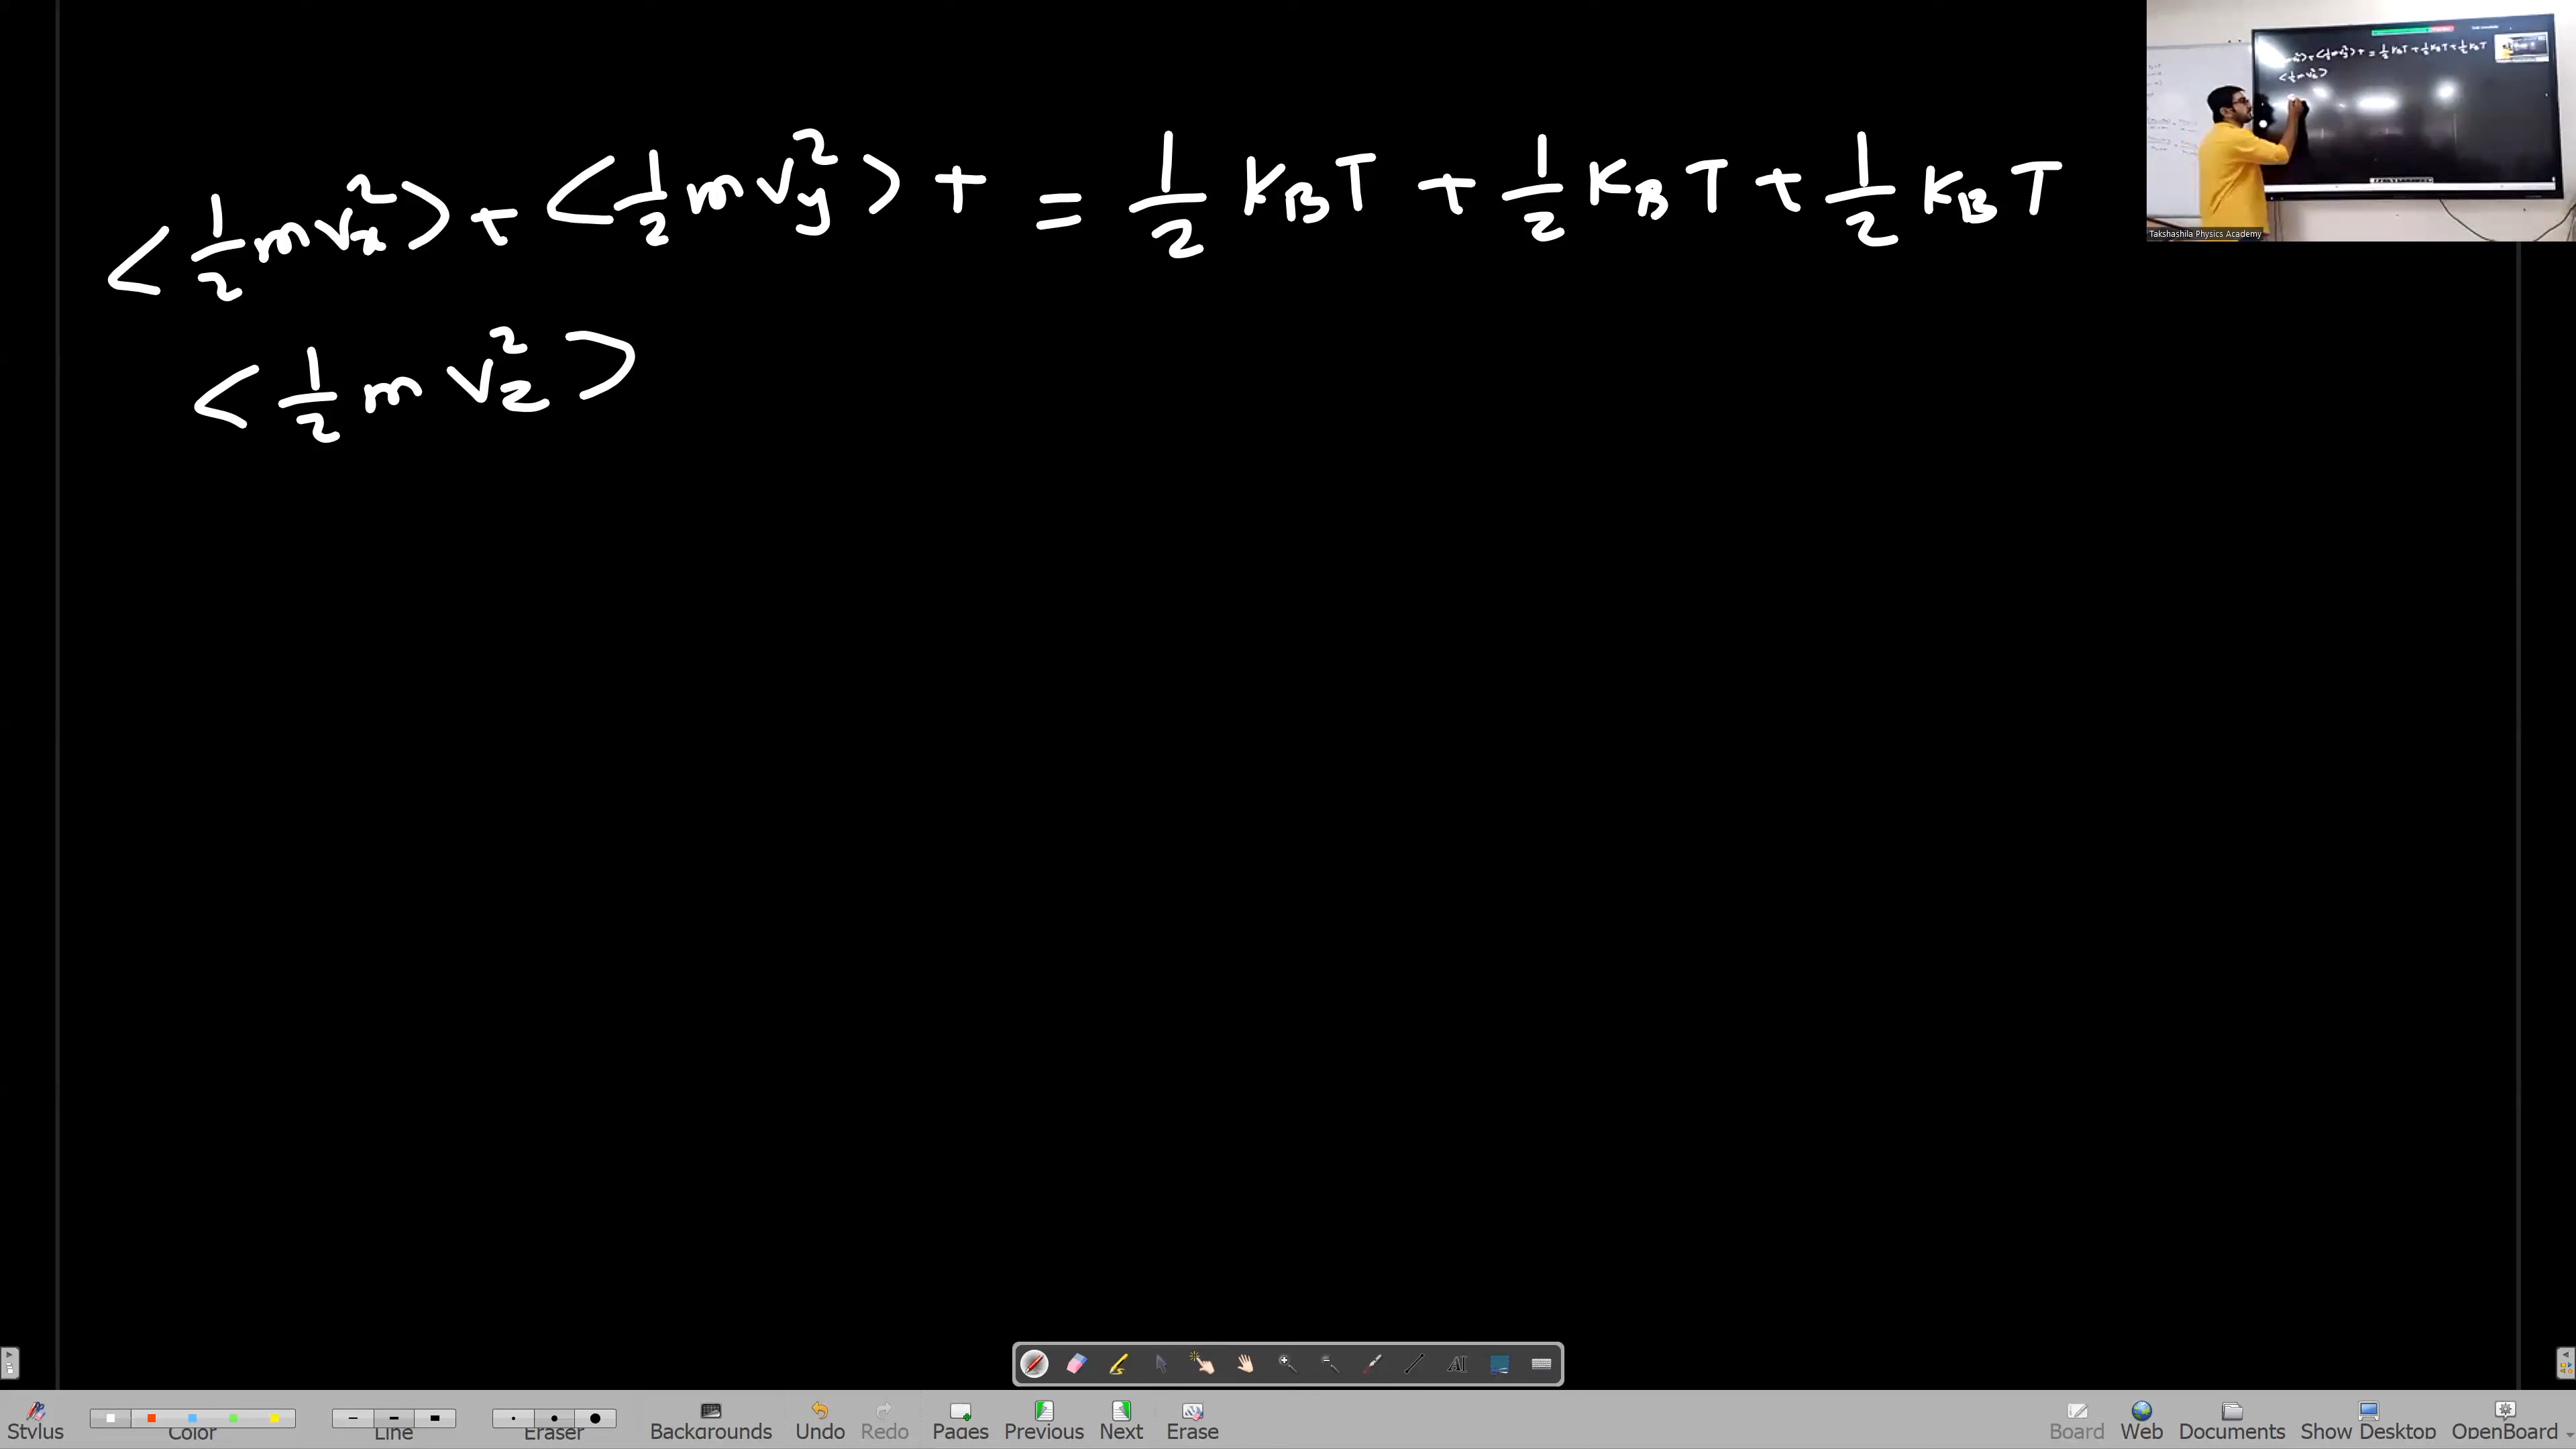 <½mvx²> + <½mvy²> + = ½ KBT + ½ KBT + ½ KBT
<½ m vz²>
Takshashila Physics Academy
Stylus Color Line Eraser Backgrounds Undo Redo Pages Previous Next Erase Board Web Documents Show Desktop OpenBoard